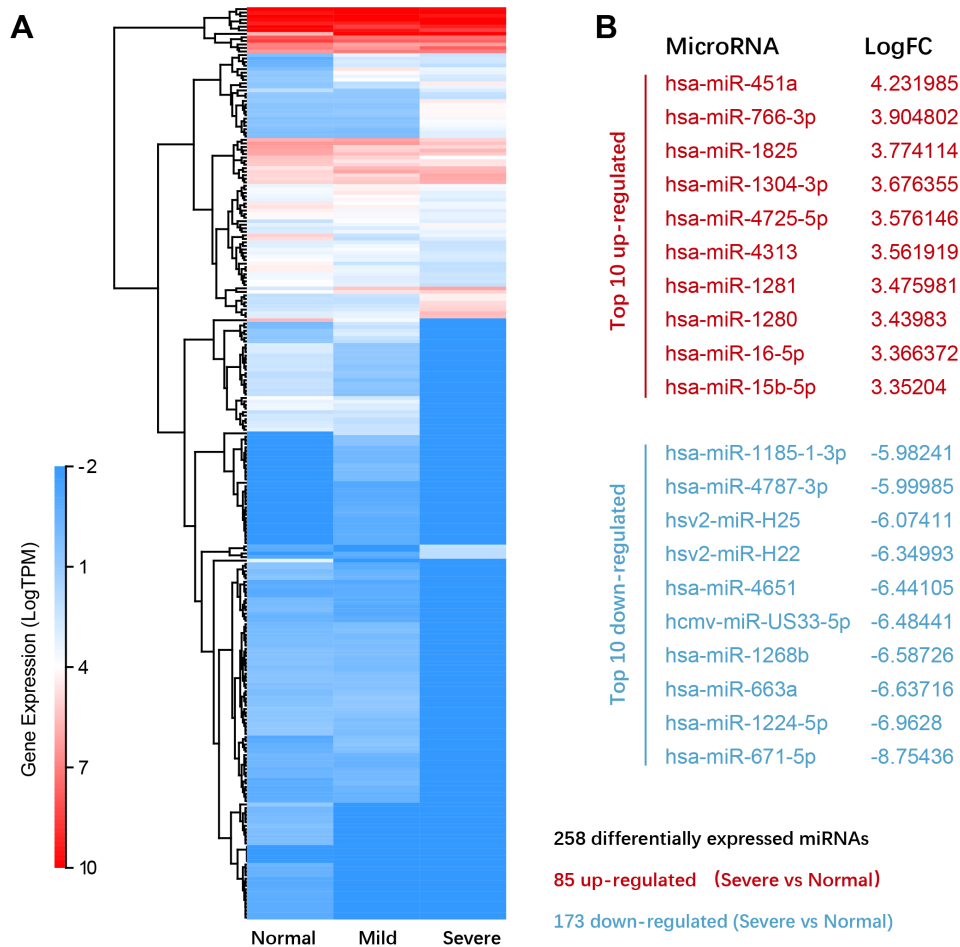 A
B
MicroRNA LogFC
Top 10 up-regulated
hsa-miR-451a 4.231985
hsa-miR-766-3p 3.904802
hsa-miR-1825 3.774114
hsa-miR-1304-3p 3.676355
hsa-miR-4725-5p 3.576146
hsa-miR-4313 3.561919
hsa-miR-1281 3.475981
hsa-miR-1280 3.43983
hsa-miR-16-5p 3.366372
hsa-miR-15b-5p 3.35204
Top 10 down-regulated
hsa-miR-1185-1-3p -5.98241
hsa-miR-4787-3p -5.99985
hsv2-miR-H25 -6.07411
hsv2-miR-H22 -6.34993
hsa-miR-4651 -6.44105
hcmv-miR-US33-5p -6.48441
hsa-miR-1268b -6.58726
hsa-miR-663a -6.63716
hsa-miR-1224-5p -6.9628
hsa-miR-671-5p -8.75436
Gene Expression (LogTPM)
-2
1
4
7
10
Normal Mild Severe
258 differentially expressed miRNAs
85 up-regulated (Severe vs Normal)
173 down-regulated (Severe vs Normal)